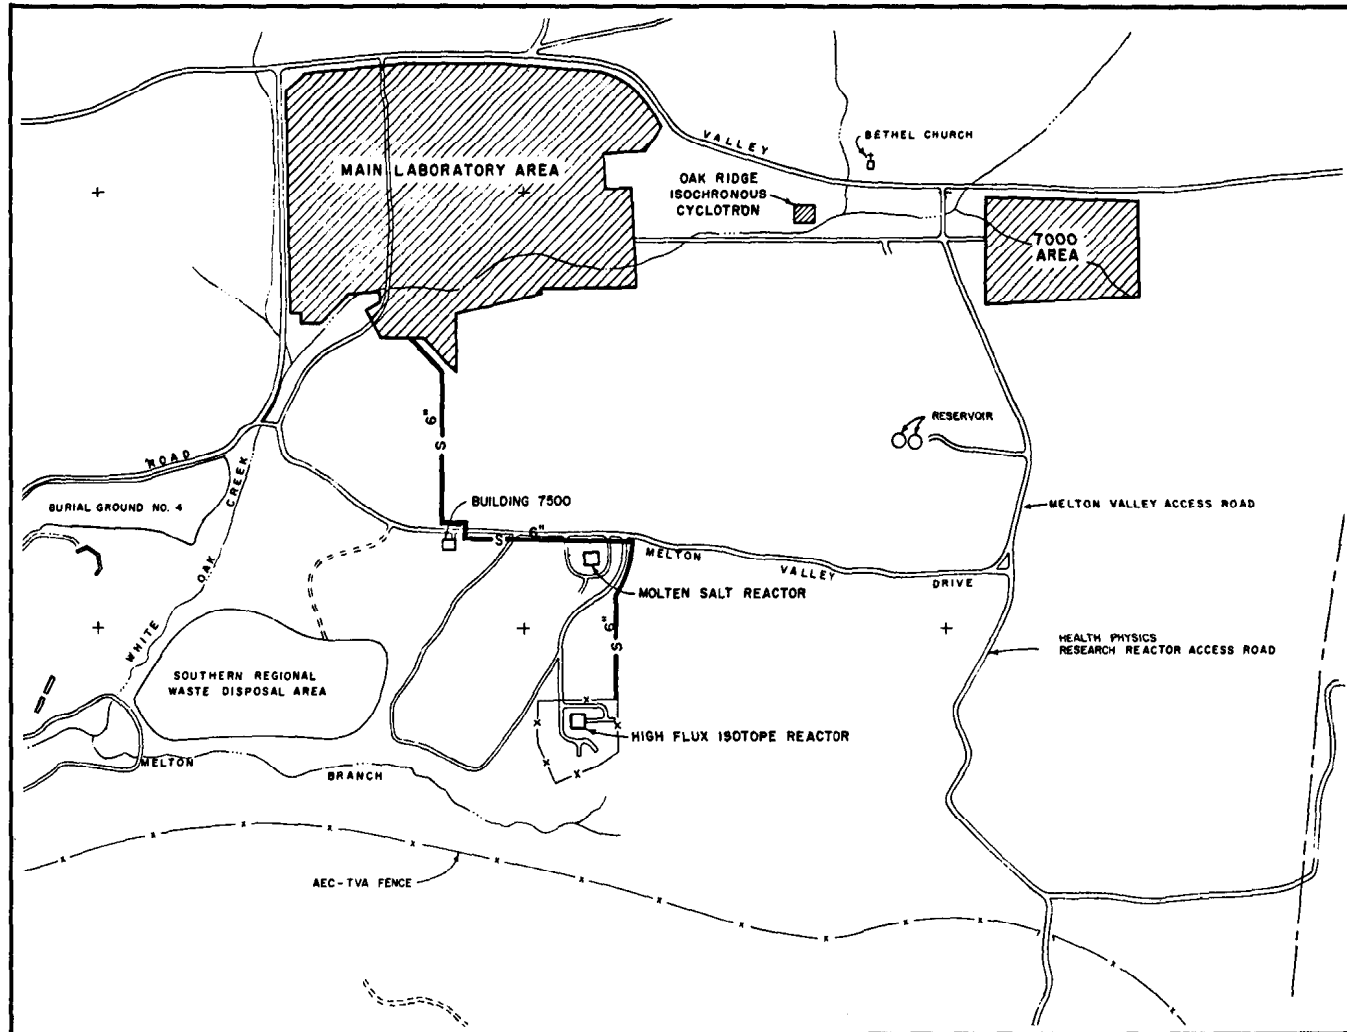 VALLEY
BETHEL CHURCH
MAIN LABORATORY AREA
OAK RIDGE
ISOCHRONOUS
CYCLOTRON
7000
AREA
6"
S
RESERVOIR
ROAD
WHITE OAK CREEK
BURIAL GROUND NO. 4
BUILDING 7500
MELTON VALLEY ACCESS ROAD
6"
S
MELTON VALLEY DRIVE
MOLTEN SALT REACTOR
6"
S
HEALTH PHYSICS
RESEARCH REACTOR ACCESS ROAD
SOUTHERN REGIONAL
WASTE DISPOSAL AREA
HIGH FLUX ISOTOPE REACTOR
MELTON BRANCH
AEC-TVA FENCE